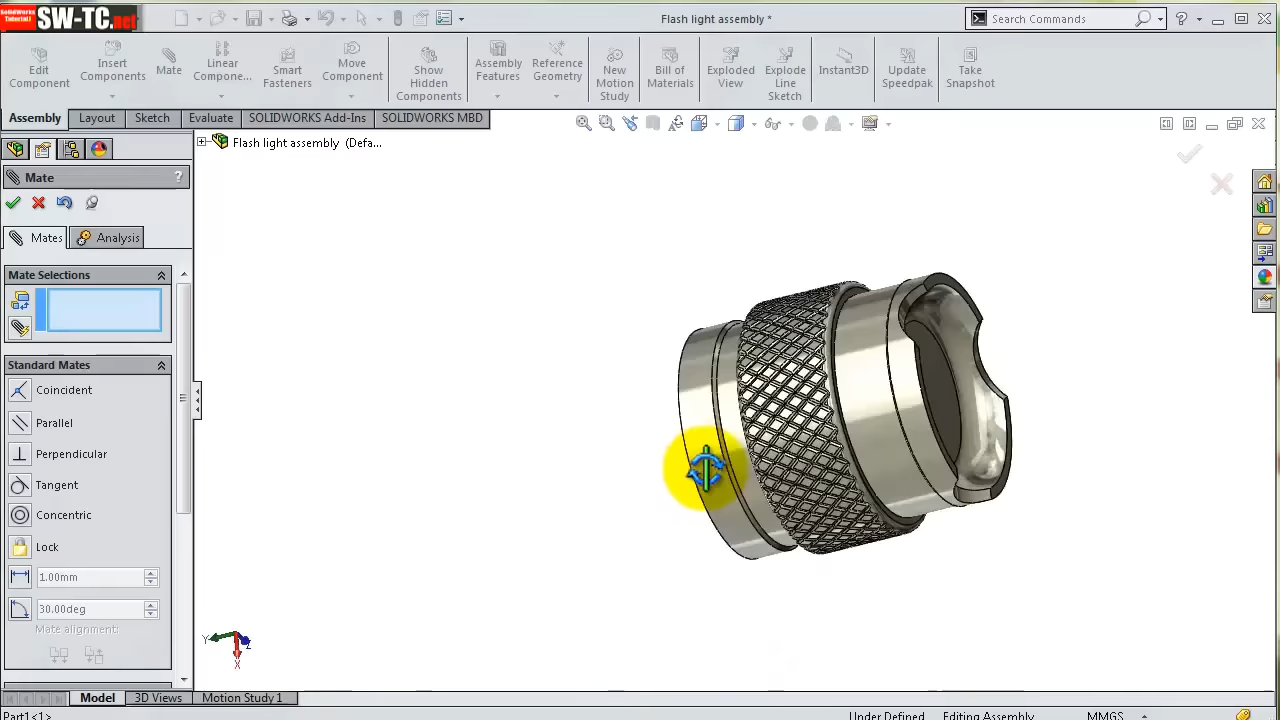 SolidWorks
Tutorial
SW-TC.net
Flash light assembly *
Search Commands
Edit Component
Insert Components
Mate
Linear Compone...
Smart Fasteners
Move Component
Show Hidden Components
Assembly Features
Reference Geometry
New Motion Study
Bill of Materials
Exploded View
Explode Line Sketch
Instant3D
Update Speedpak
Take Snapshot
Assembly
Layout
Sketch
Evaluate
SOLIDWORKS Add-Ins
SOLIDWORKS MBD
Flash light assembly (Defa...
Mate
?
Mates
Analysis
Mate Selections
Standard Mates
Coincident
Parallel
Perpendicular
Tangent
Concentric
Lock
1.00mm
30.00deg
Mate alignment:
Y
X
Z
Model
3D Views
Motion Study 1
Part1<1>
Under Defined
Editing Assembly
MMGS